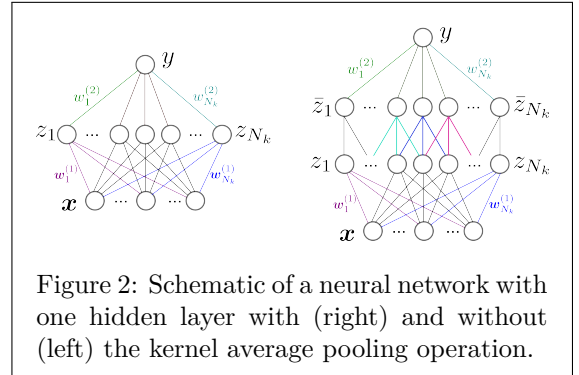 y
w_1^{(2)} w_{N_k}^{(2)}
z_1 ... ... z_{N_k}
w_1^{(1)} w_{N_k}^{(1)}
x ... ...
y
w_1^{(2)} w_{N_k}^{(2)}
z̄_1 ... ... z̄_{N_k}
z_1 ... ... z_{N_k}
w_1^{(1)} w_{N_k}^{(1)}
x ... ...
Figure 2: Schematic of a neural network with
one hidden layer with (right) and without
(left) the kernel average pooling operation.